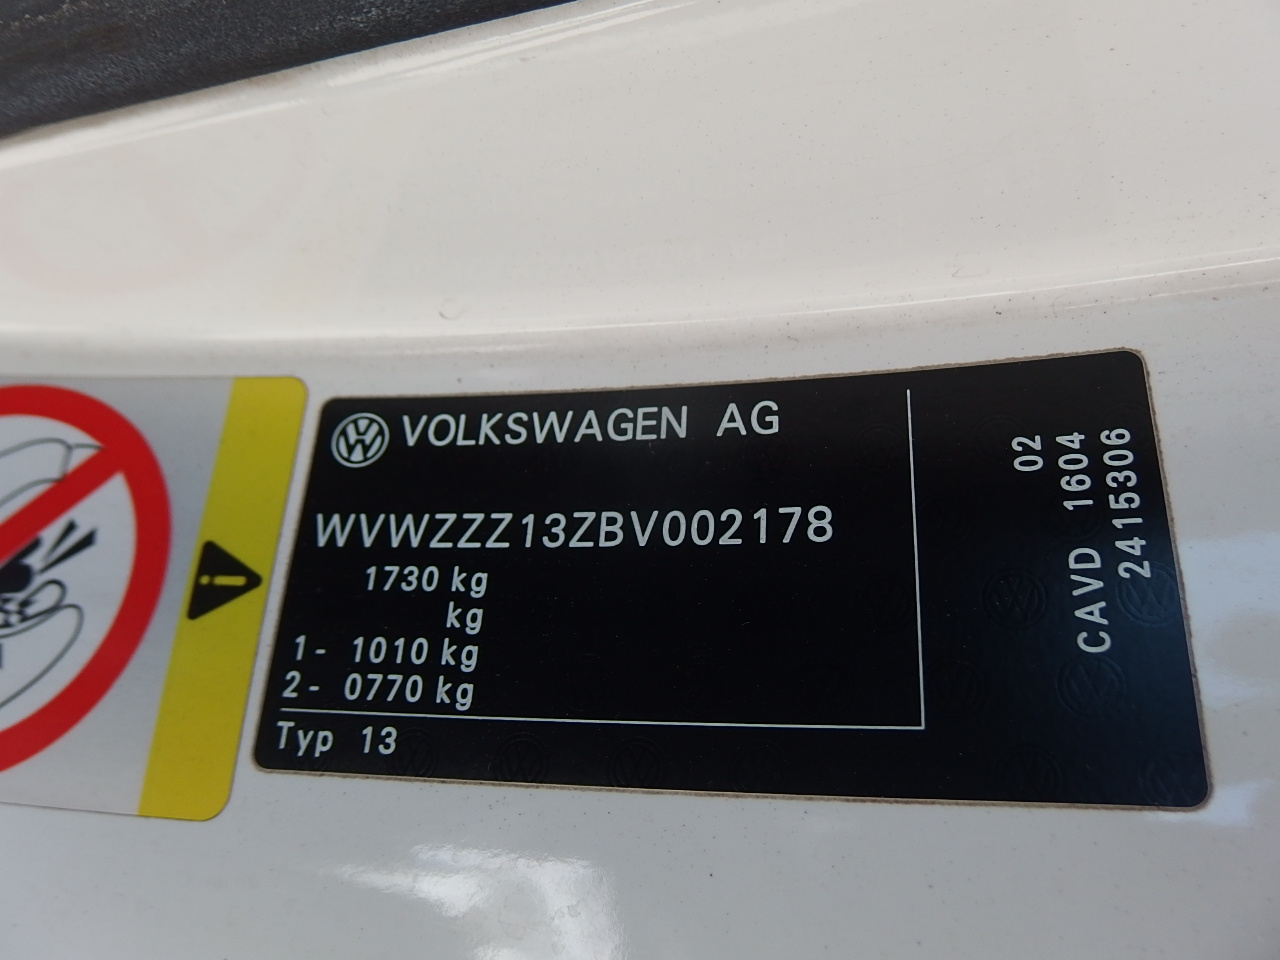 VOLKSWAGEN AG
WVWZZZ13ZBV002178
1730 kg
kg
1- 1010 kg
2- 0770 kg
Typ 13
02
CAVD 1604
2415306